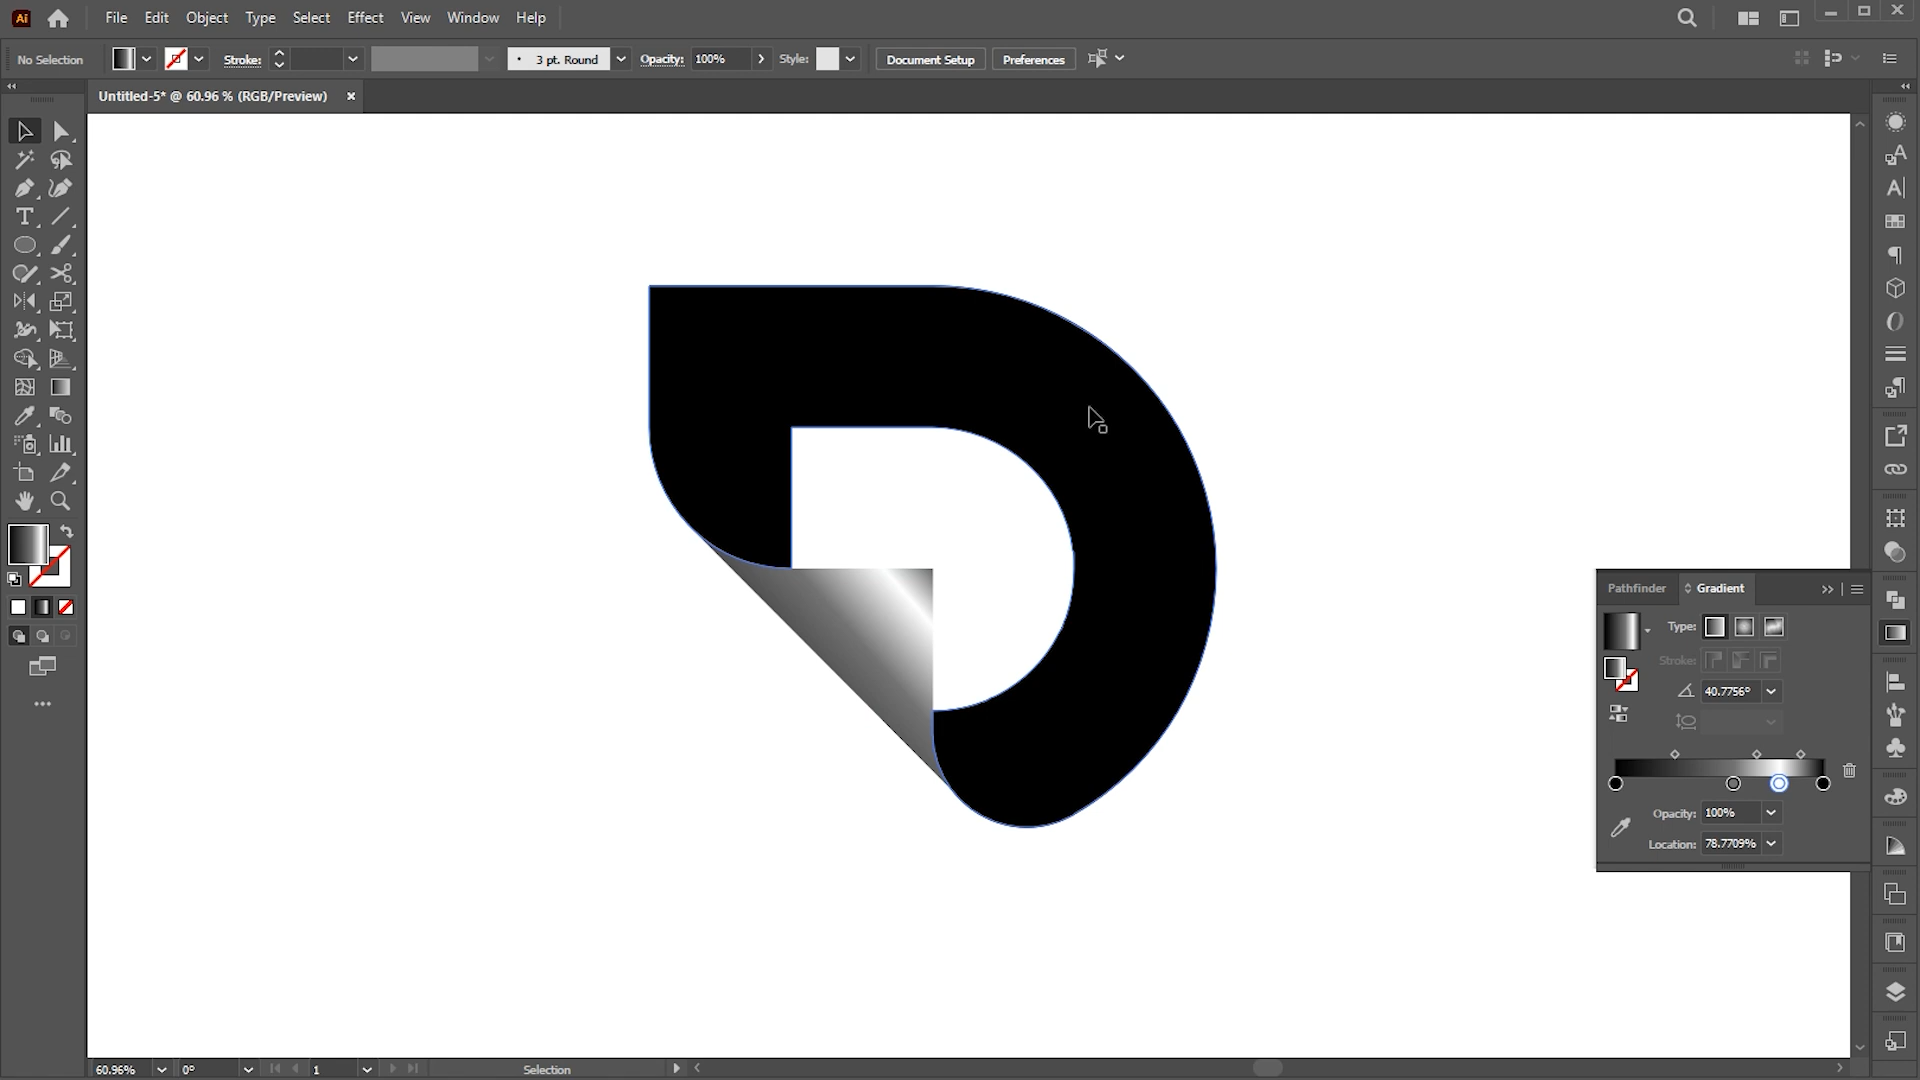 Ai File Edit Object Type Select Effect View Window Help
No Selection Stroke: 3 pt. Round Opacity: 100% Style: Document Setup Preferences
Untitled-5* @ 60.96 % (RGB/Preview)
Pathfinder Gradient
Type:
Stroke:
40.7756°
Opacity: 100%
Location: 78.7709%
60.96% 0° 1 Selection